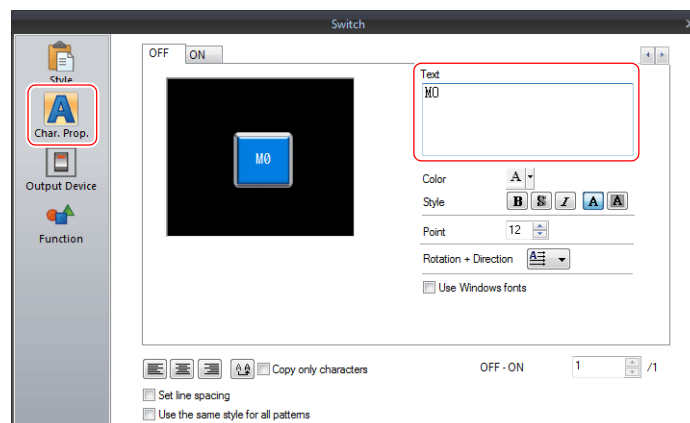 Switch
Style
Char. Prop.
Output Device
Function
OFF ON
M0
Text
M0
Color A
Style B S I A A
Point 12
Rotation + Direction A
Use Windows fonts
Copy only characters
OFF - ON 1 /1
Set line spacing
Use the same style for all patterns